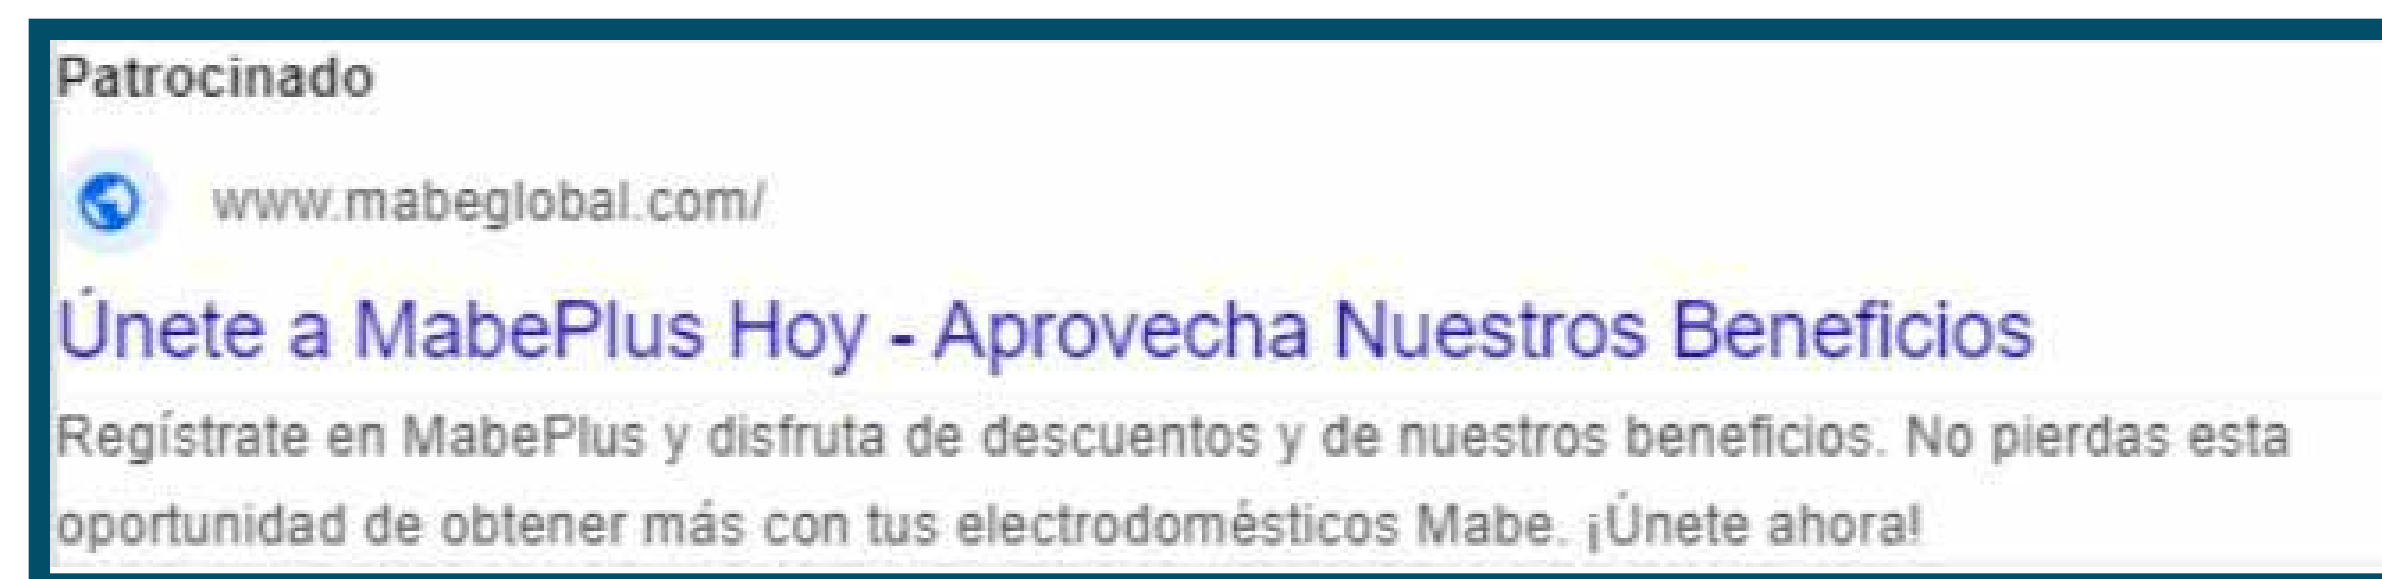 Patrocinado
www.mabeglobal.com/
Únete a MabePlus Hoy - Aprovecha Nuestros Beneficios
Regístrate en MabePlus y disfruta de descuentos y de nuestros beneficios. No pierdas esta
oportunidad de obtener más con tus electrodomésticos Mabe. ¡Únete ahora!